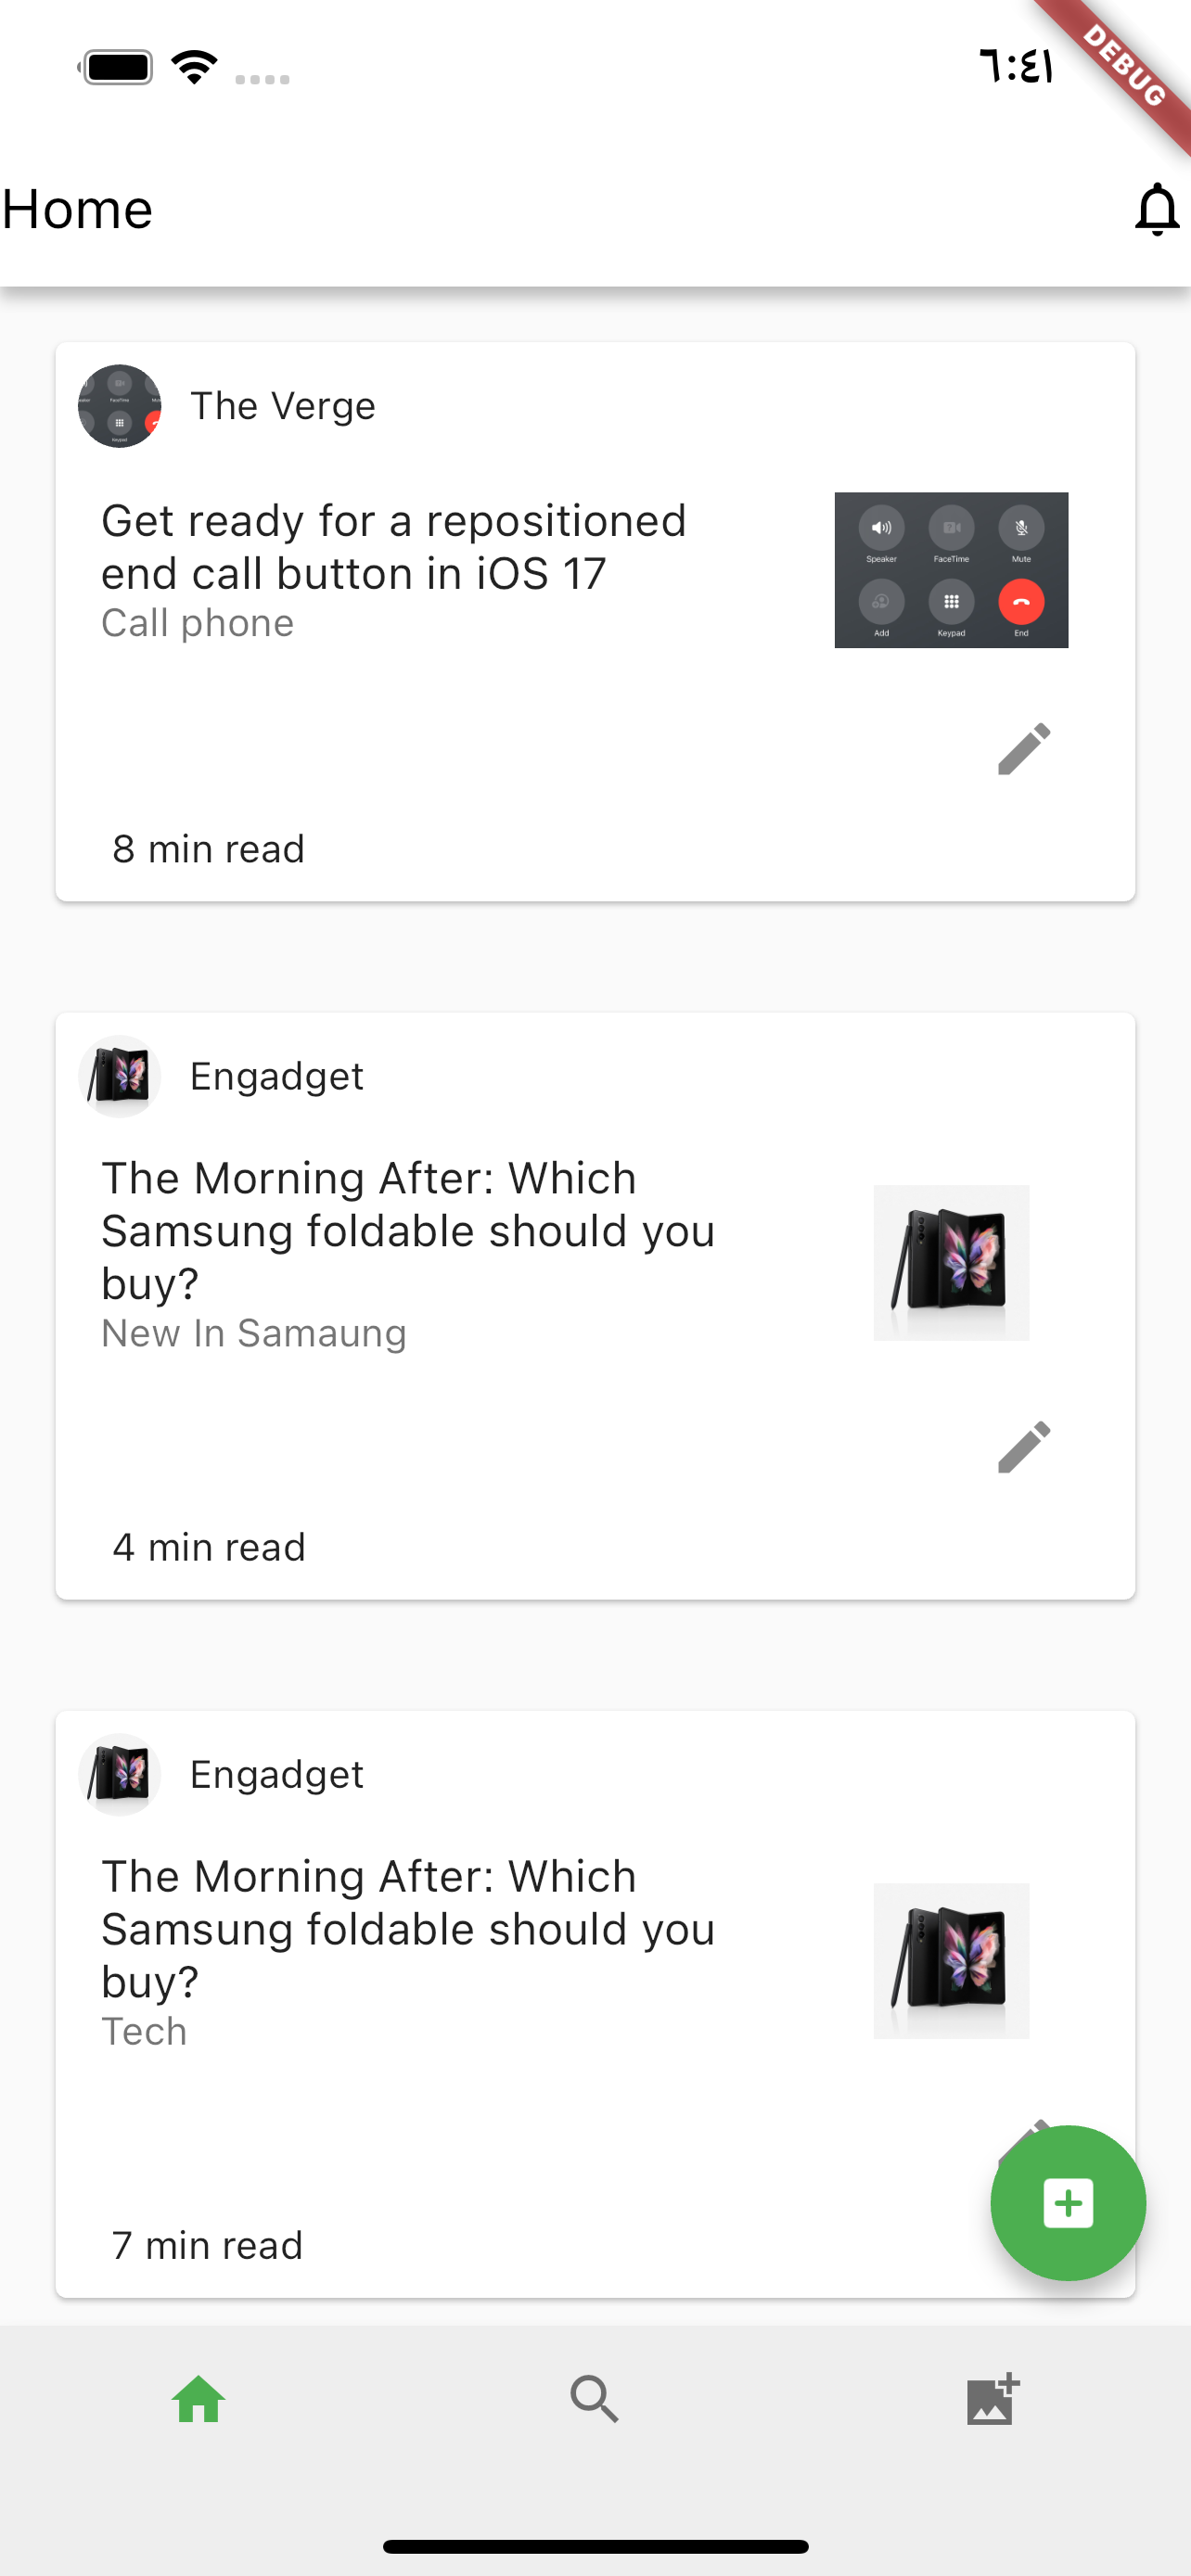 ٦:٤١
DEBUG
Home
The Verge
Get ready for a repositioned
end call button in iOS 17
Call phone
Speaker FaceTime Mute
Add Keypad End
8 min read
Engadget
The Morning After: Which
Samsung foldable should you
buy?
New In Samaung
4 min read
Engadget
The Morning After: Which
Samsung foldable should you
buy?
Tech
7 min read